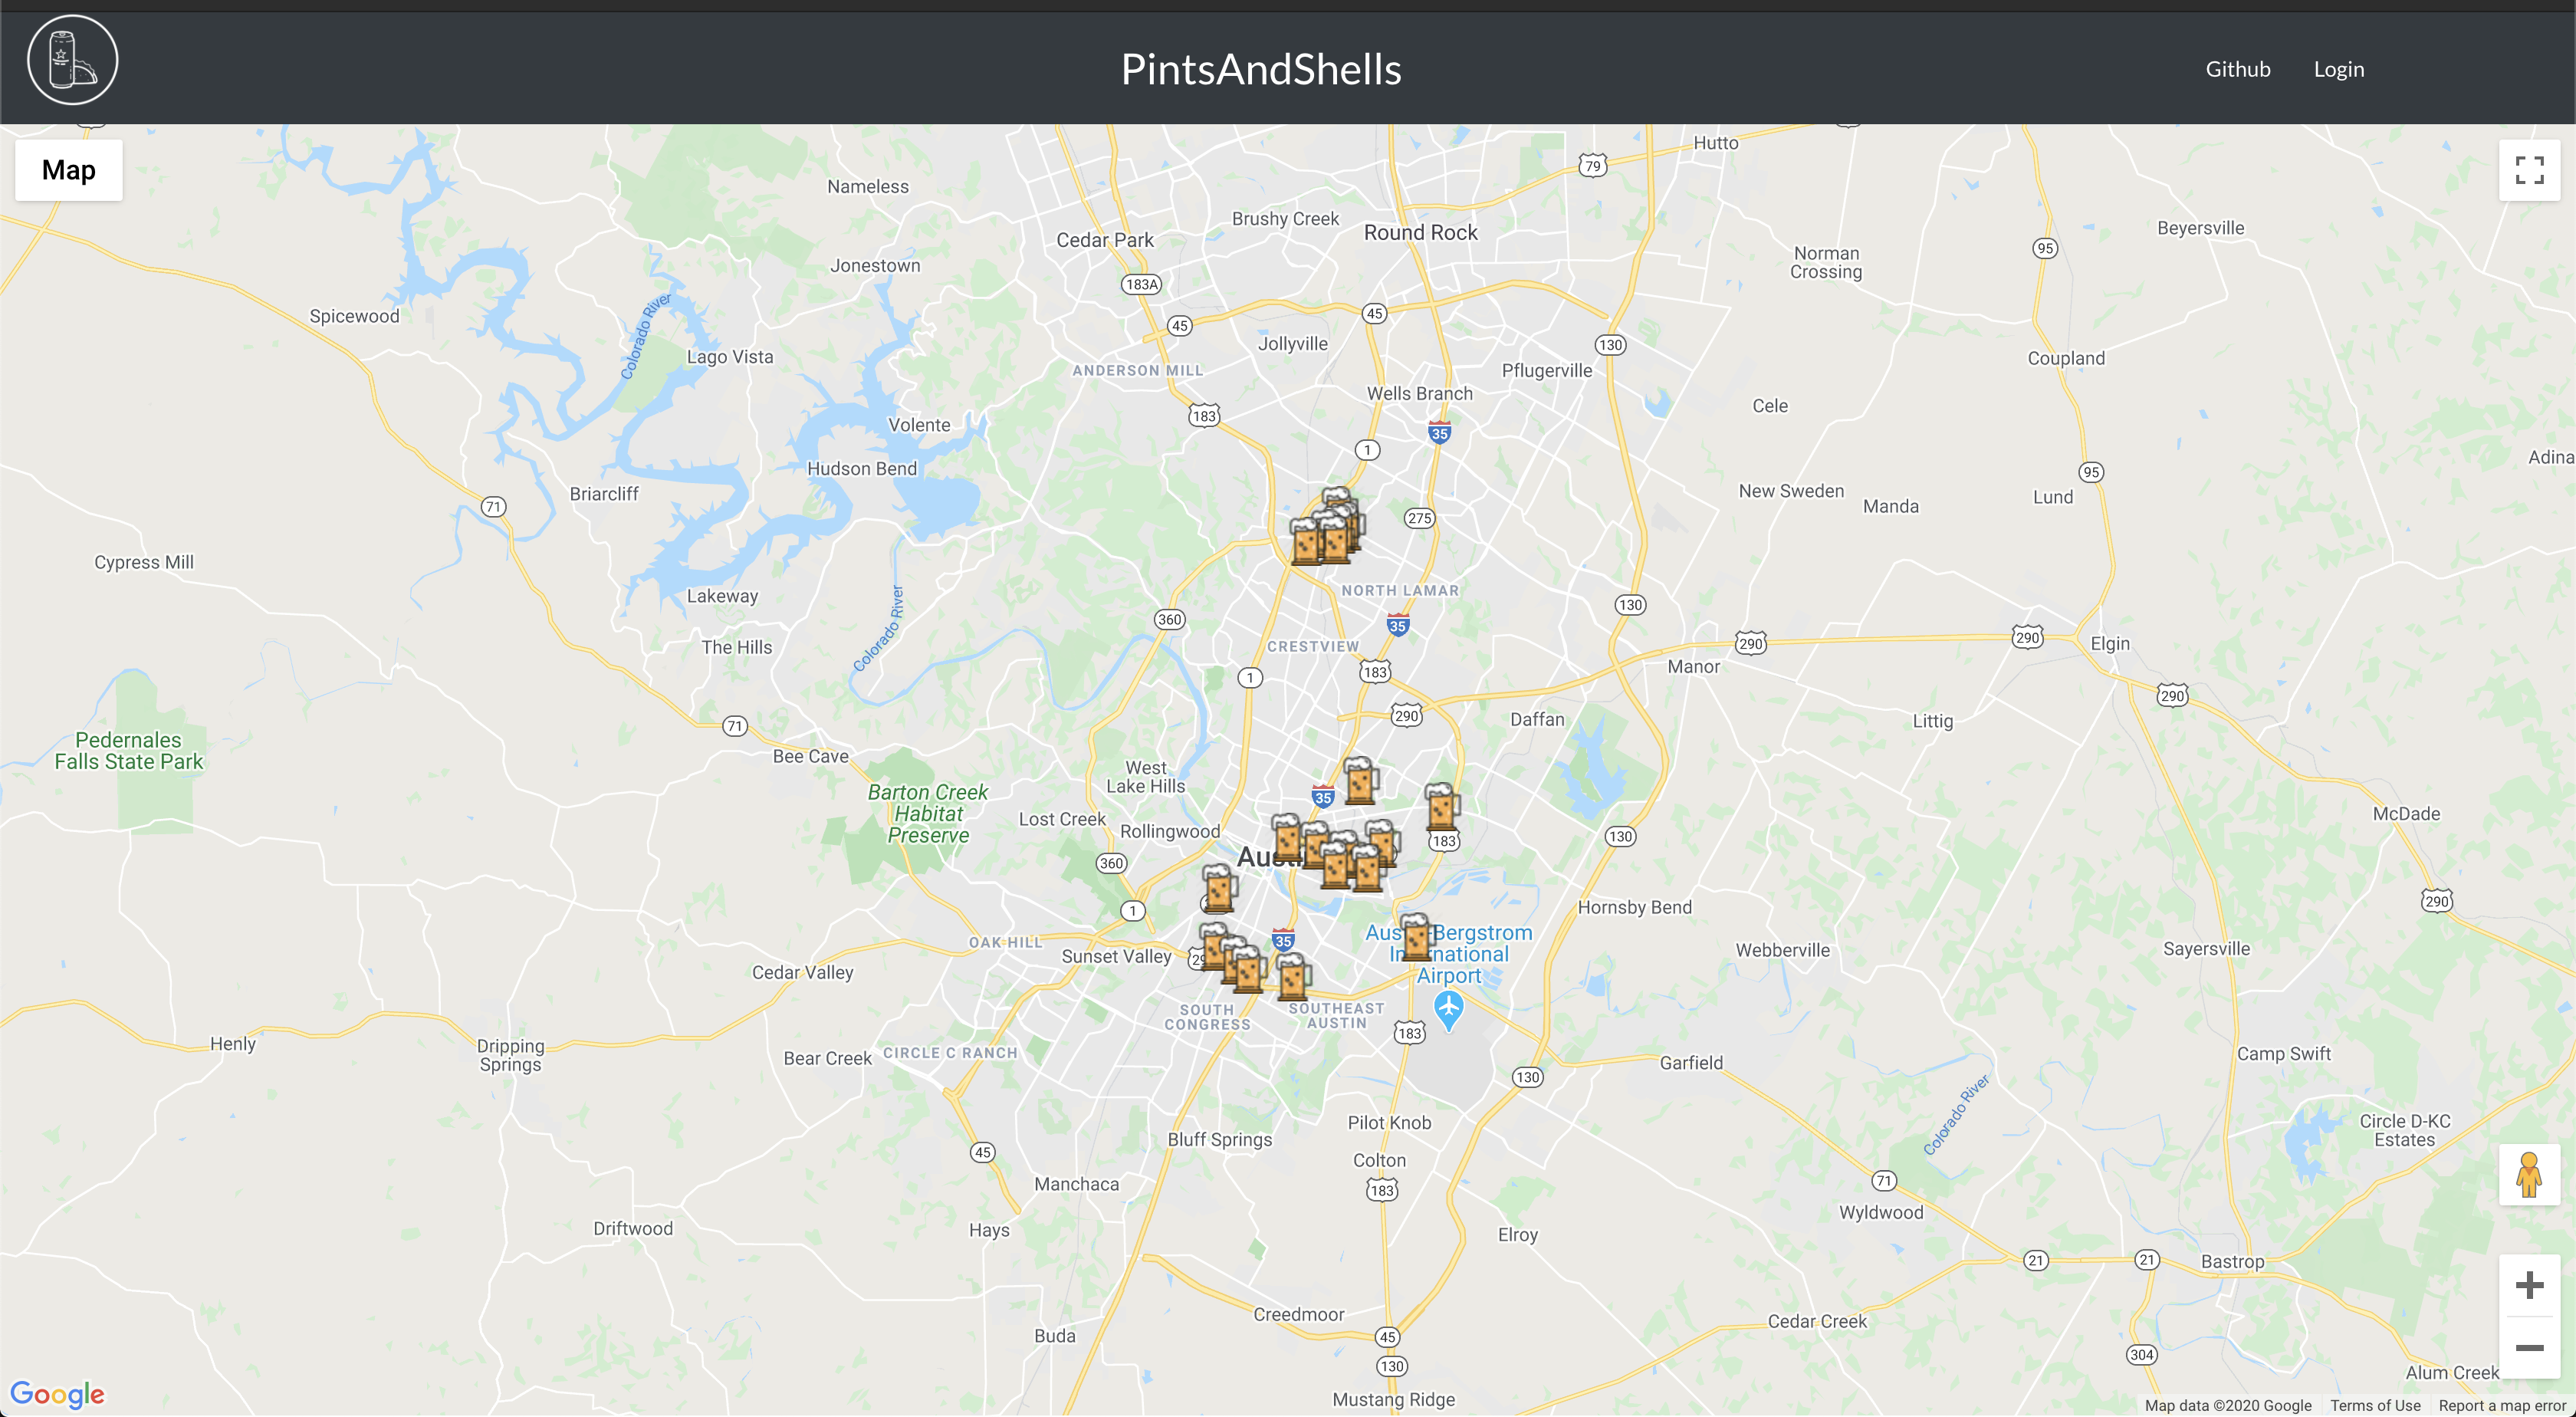 PintsAndShells
Github
Login
Map
Hutto
79
Nameless
Brushy Creek
Beyersville
Round Rock
Cedar Park
95
Norman
Crossing
Jonestown
183A
Colorado River
Spicewood
45
45
Jollyville
130
Lago Vista
Coupland
ANDERSON MILL
Pflugerville
Wells Branch
Cele
183
Volente
35
1
Adina
Hudson Bend
95
Briarcliff
New Sweden
Lund
71
Manda
275
Cypress Mill
NORTH LAMAR
Lakeway
130
360
35
Colorado River
290
290
Elgin
The Hills
CRESTVIEW
Manor
183
1
290
290
Daffan
Littig
71
Pedernales
Falls State Park
Bee Cave
West
Lake Hills
Barton Creek
Habitat
Preserve
35
McDade
Lost Creek
Rollingwood
130
183
360
290
Hornsby Bend
1
35
OAK HILL
Sunset Valley
Webberville
Sayersville
Airport
Cedar Valley
SOUTH
CONGRESS
SOUTHEAST
AUSTIN
183
Henly
Dripping
Springs
Bear Creek
CIRCLE C RANCH
Garfield
Camp Swift
130
Colorado River
Pilot Knob
Circle D-KC
Estates
Bluff Springs
45
Colton
Manchaca
183
71
Wyldwood
Driftwood
Hays
Elroy
21
21
Bastrop
Creedmoor
Cedar Creek
Buda
45
304
130
Alum Creek
Mustang Ridge
Google
Map data ©2020 Google
Terms of Use
Report a map error